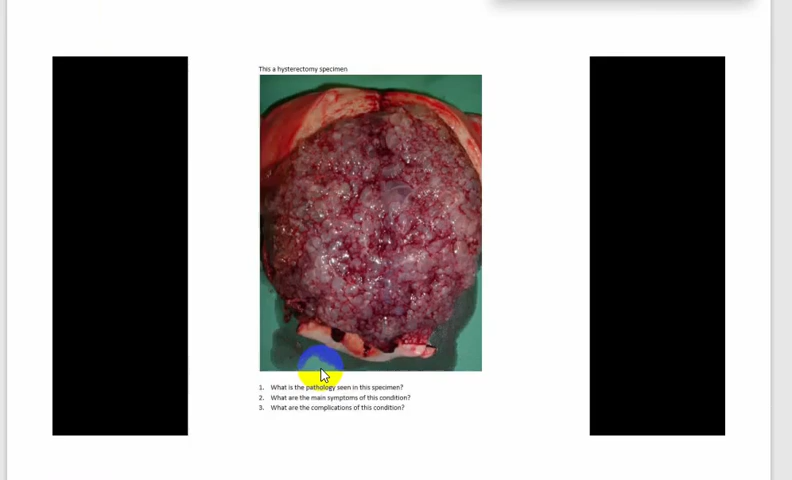 This a hysterectomy specimen
1. What is the pathology seen in this specimen?
2. What are the main symptoms of this condition?
3. What are the complications of this condition?